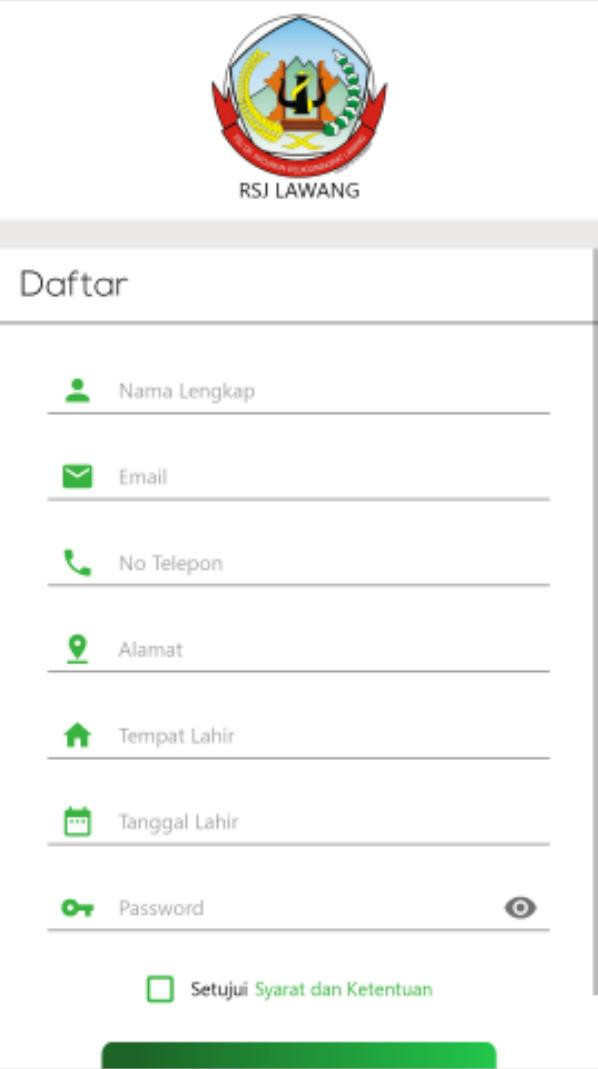 RSJ LAWANG
Daftar
Nama Lengkap
Email
No Telepon
Alamat
Tempat Lahir
Tanggal Lahir
Password
Setujui Syarat dan Ketentuan